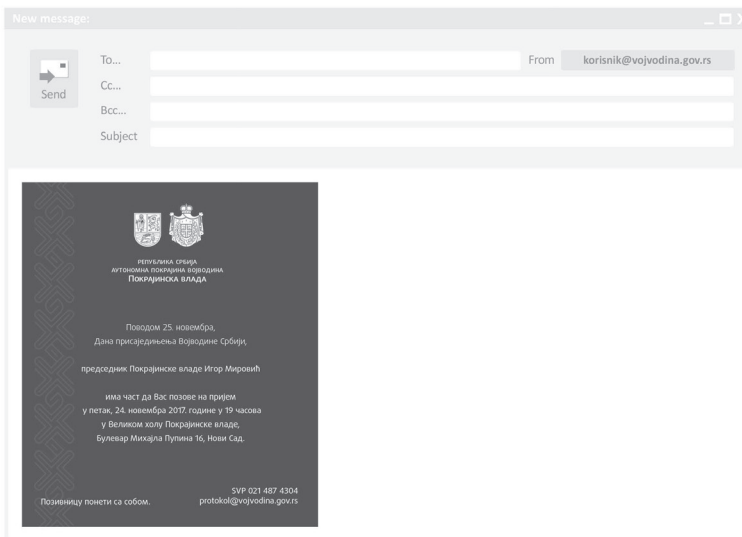 New message:
To...
From korisnik@vojvodina.gov.rs
Send
Cc...
Bcc...
Subject
РЕПУБЛИКА СРБИЈА
АУТОНОМНА ПОКРАЈИНА ВОЈВОДИНА
ПОКРАЈИНСКА ВЛАДА
Поводом 25. новембра,
Дана присаједињења Војводине Србији,
председник Покрајинске владе Игор Мировић
има част да Вас позове на пријем
у петак, 24. новембра 2017. године у 19 часова
у Великом холу Покрајинске владе,
Булевар Михајла Пупина 16, Нови Сад.
SVP 021 487 4304
Позивницу понети са собом. protokol@vojvodina.gov.rs